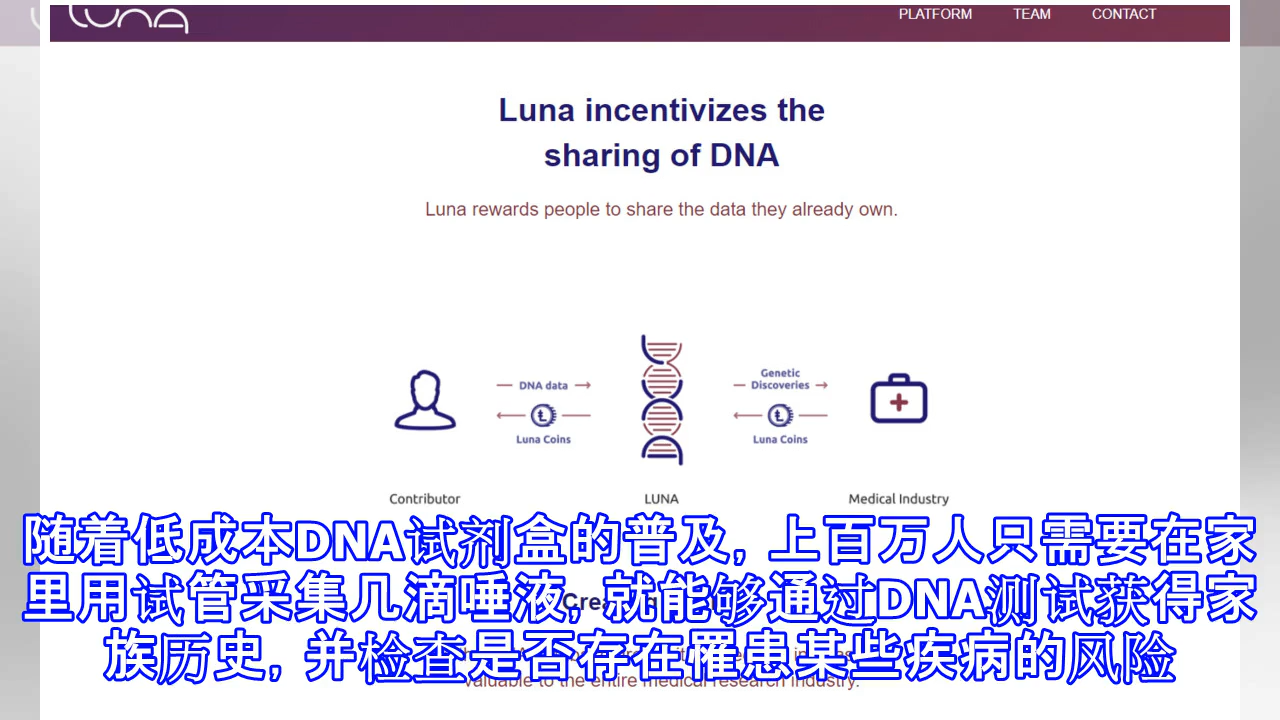 Luna
PLATFORM TEAM CONTACT
Luna incentivizes the
sharing of DNA
Luna rewards people to share the data they already own.
DNA data
Luna Coins
Genetic
Discoveries
Luna Coins
Contributor
LUNA
Medical Industry
随着低成本DNA试剂盒的普及, 上百万人只需要在家
里用试管采集几滴唾液, 就能够通过DNA测试获得家
族历史, 并检查是否存在罹患某些疾病的风险
valuable to the entire medical research industry.